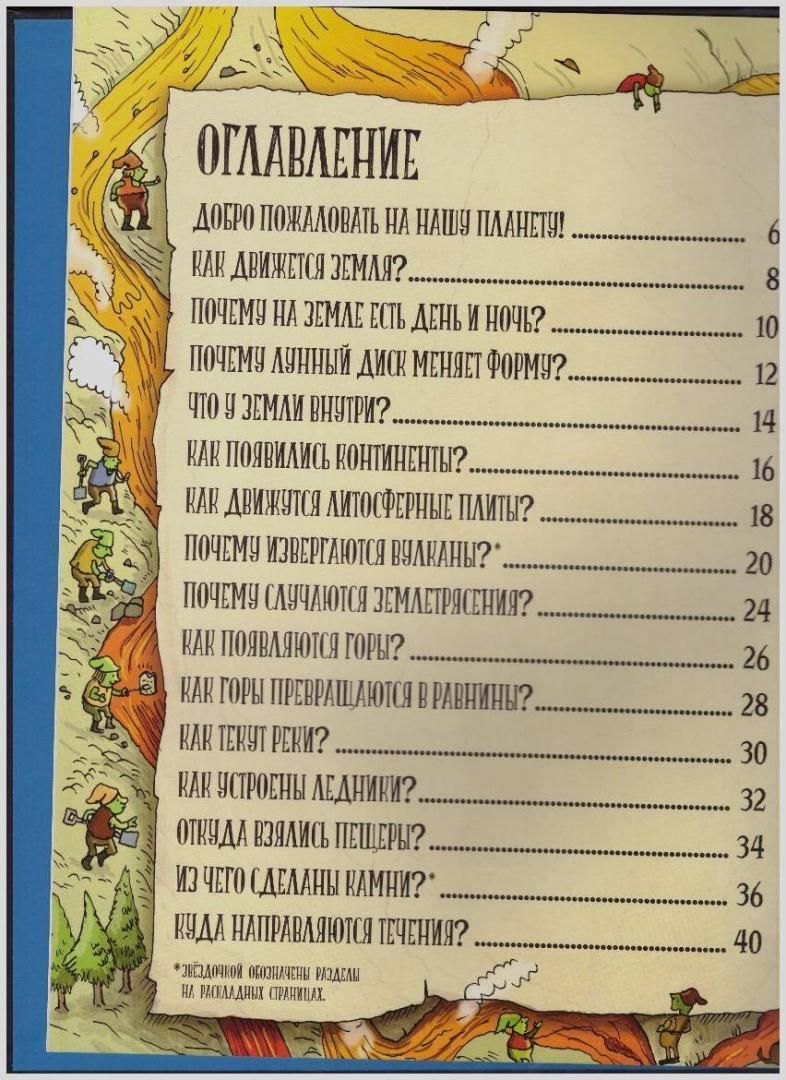 ОГЛАВЛЕНИЕ
ДОБРО ПОЖАЛОВАТЬ НА НАШУ ПЛАНЕТУ! 6
КАК ДВИЖЕТСЯ ЗЕМЛЯ? 8
ПОЧЕМУ НА ЗЕМЛЕ ЕСТЬ ДЕНЬ И НОЧЬ? 10
ПОЧЕМУ ЛУННЫЙ ДИСК МЕНЯЕТ ФОРМУ? 12
ЧТО У ЗЕМЛИ ВНУТРИ? 14
КАК ПОЯВИЛИСЬ КОНТИНЕНТЫ? 16
КАК ДВИЖУТСЯ ЛИТОСФЕРНЫЕ ПЛИТЫ? 18
ПОЧЕМУ ИЗВЕРГАЮТСЯ ВУЛКАНЫ?* 20
ПОЧЕМУ СЛУЧАЮТСЯ ЗЕМЛЕТРЯСЕНИЯ? 24
КАК ПОЯВЛЯЮТСЯ ГОРЫ? 26
КАК ГОРЫ ПРЕВРАЩАЮТСЯ В РАВНИНЫ? 28
КАК ТЕКУТ РЕКИ? 30
КАК УСТРОЕНЫ ЛЕДНИКИ? 32
ОТКУДА ВЗЯЛИСЬ ПЕЩЕРЫ? 34
ИЗ ЧЕГО СДЕЛАНЫ КАМНИ?* 36
КУДА НАПРАВЛЯЮТСЯ ТЕЧЕНИЯ? 40
*ЗВЁЗДОЧКОЙ ОБОЗНАЧЕНЫ РАЗДЕЛЫ
НА РАСКЛАДНЫХ СТРАНИЦАХ.